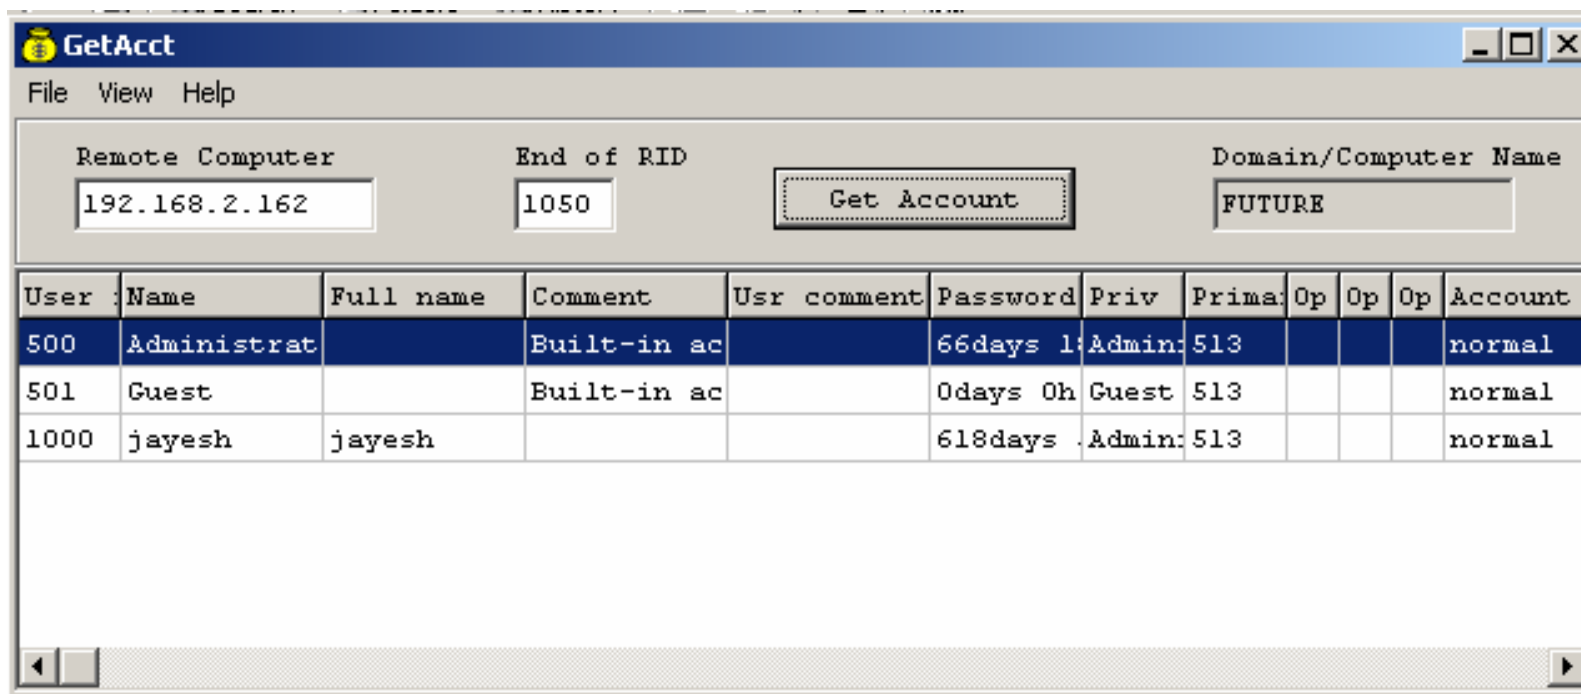 GetAcct
File View Help
Remote Computer End of RID Domain/Computer Name
192.168.2.162 1050 Get Account FUTURE
User Name Full name Comment Usr comment Password Priv Prima Op Op Op Account
500 Administrat Built-in ac 66days Admin 513 normal
501 Guest Built-in ac 0days 0h Guest 513 normal
1000 jayesh jayesh 618days Admin 513 normal